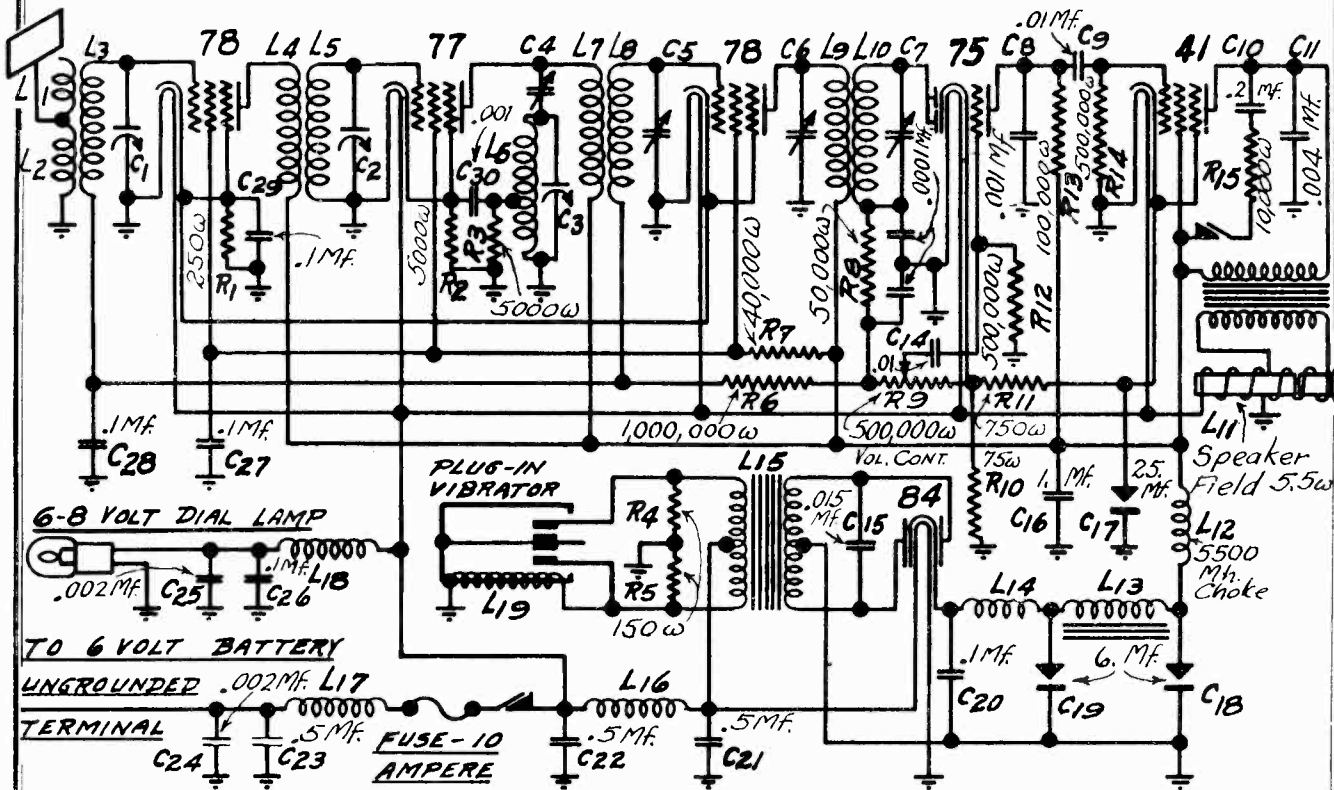 L3
78
L4
L5
77
C4
L7
L8
C5
78
C6
L9
L10
C7
75
C8
.01 Mf.
C9
41
C10
C11
L1
L2
C1
C2
.001
L6
C30
C3
.0001 Mf.
.001 Mf.
100,000ω
R13
500,000ω
R14
.2 Mf.
R15
10,000ω
.004 Mf.
250ω
R1
C29
.1 Mf.
5000ω
R2
R3
5000ω
40,000ω
R7
50,000ω
R8
C14
.01
500,000ω
R12
R6
1,000,000ω
R9
500,000ω
VOL. CONT.
R11
750ω
L11
Speaker
Field 5.5ω
.1 Mf.
C28
.1 Mf.
C27
75ω
R10
1. Mf.
C16
25. Mf.
C17
L12
5500
Mh.
Choke
PLUG-IN
VIBRATOR
L15
.015
Mf.
C15
84
R4
R5
150ω
L19
6-8 VOLT DIAL LAMP
.002 Mf.
C25
.1 Mf.
C26
L18
L14
L13
.1 Mf.
C20
6. Mf.
C19
C18
TO 6 VOLT BATTERY
UNGROUNDED
TERMINAL
.002 Mf.
C24
C23
L17
.5 Mf.
FUSE-10
AMPERE
L16
.5 Mf.
C22
.5 Mf.
C21